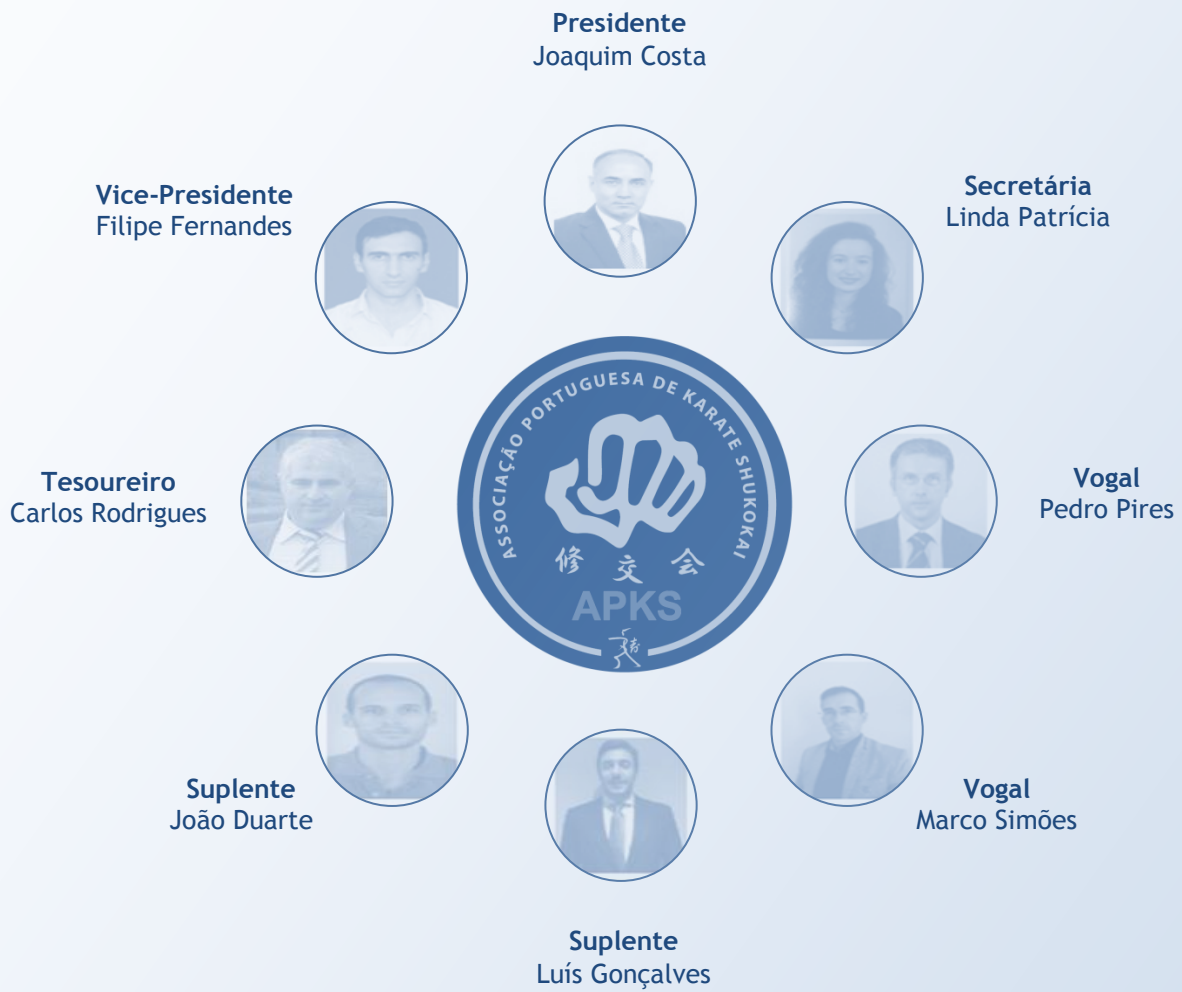 Presidente
Joaquim Costa
Vice-Presidente
Filipe Fernandes
Secretária
Linda Patrícia
Tesoureiro
Carlos Rodrigues
ASSOCIAÇÃO PORTUGUESA DE KARATE SHUKOKAI
修交会
APKS
Vogal
Pedro Pires
Suplente
João Duarte
Vogal
Marco Simões
Suplente
Luís Gonçalves